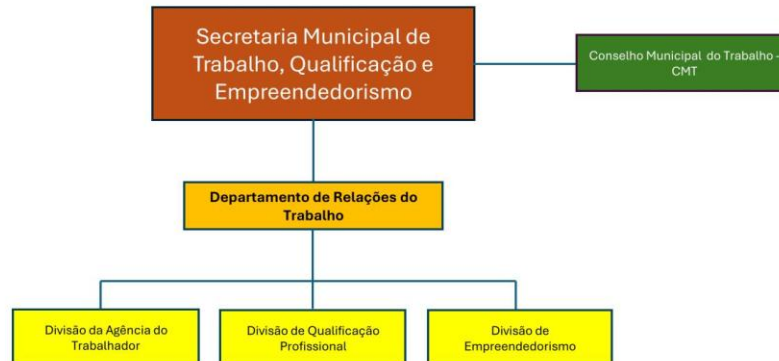 Secretaria Municipal de
Trabalho, Qualificação e
Empreendedorismo
Conselho Municipal do Trabalho -
CMT
Departamento de Relações do
Trabalho
Divisão da Agência do
Trabalhador
Divisão de Qualificação
Profissional
Divisão de
Empreendedorismo